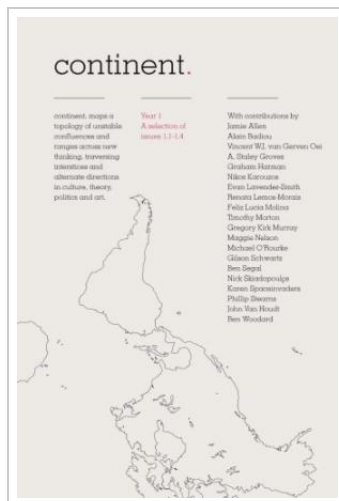 continent.
continent. maps a
topology of unstable
confluences and
ranges across new
thinking, traversing
interstices and
alternate directions
in culture, theory,
politics and art.
Year 1
A selection of
issues 1.1–1.4
With contributions by
Jamie Allen
Alain Badiou
Vincent W.J. van Gerven Oei
A. Staley Groves
Graham Harman
Nikos Karouzos
Evan Lavender-Smith
Renata Lemos-Morais
Feliz Lucia Molina
Timothy Morton
Gregory Kirk Murray
Maggie Nelson
Michael O'Rourke
Gilson Schwartz
Ben Segal
Nick Skiadopoulos
Karen Spaceinvaders
Phillip Stearns
John Van Houdt
Ben Woodard